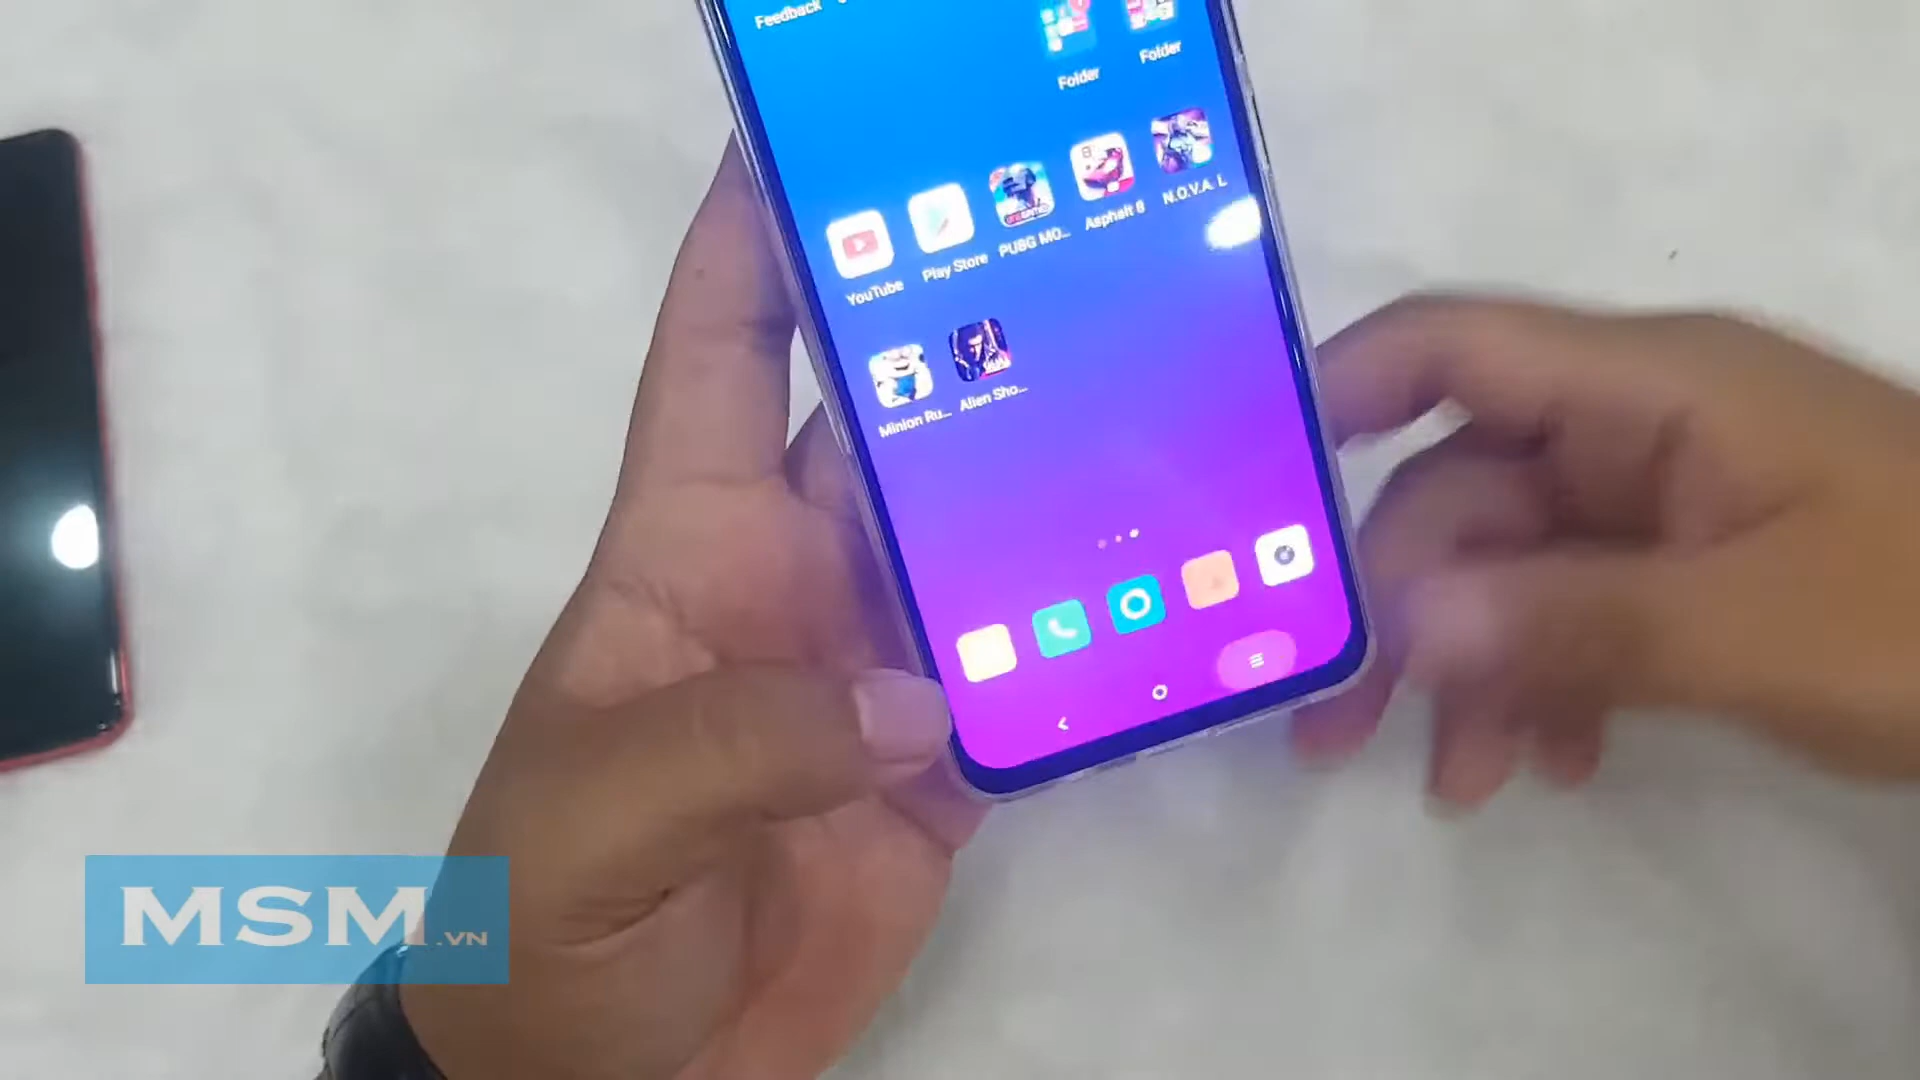 Feedback
Folder
Folder
YouTube
Play Store
PUBG MO...
Asphalt 8
N.O.V.A. L
Minion Ru...
Alien Sho...
MSM.VN